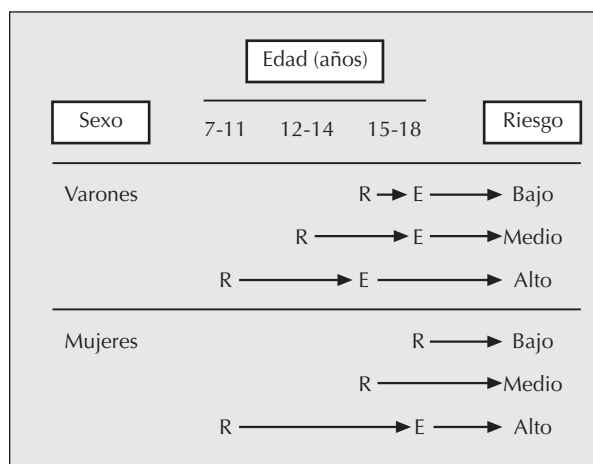 Edad (años)
Sexo 7-11 12-14 15-18 Riesgo
Varones R E Bajo
R E Medio
R E Alto
Mujeres R Bajo
R Medio
R E Alto